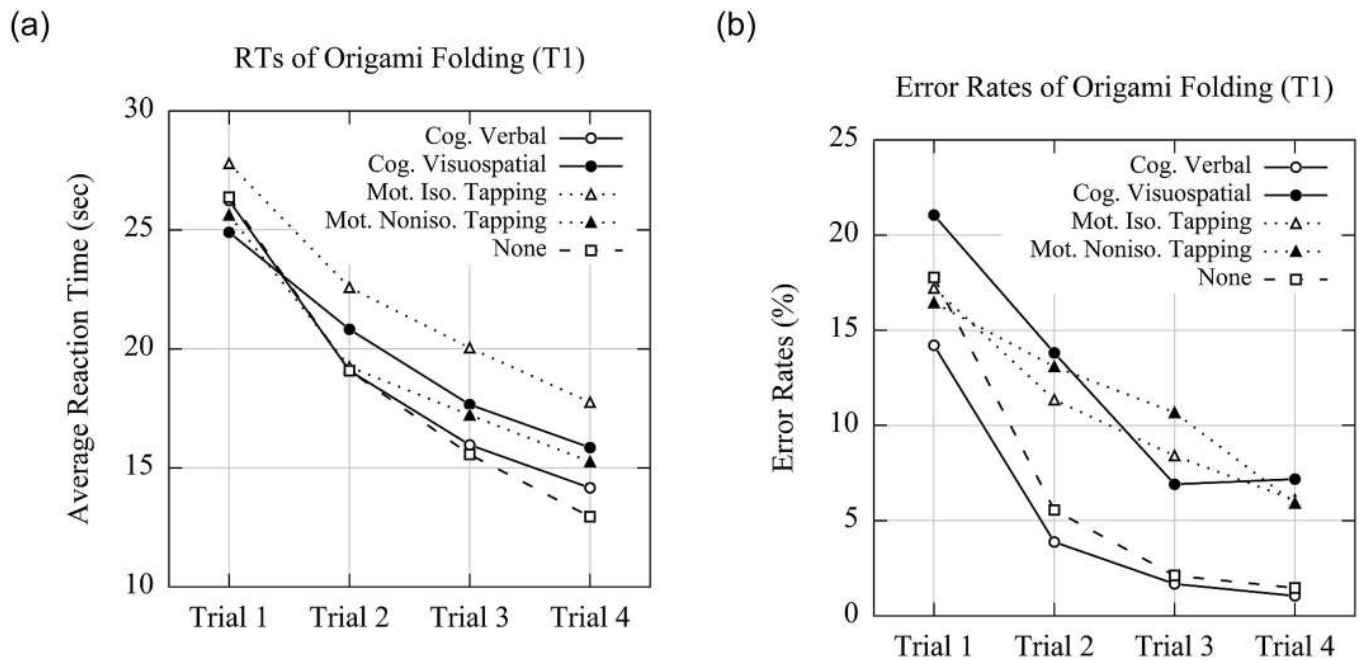 (a)
RTs of Origami Folding (T1)
Average Reaction Time (sec)
30
25
20
15
10
Cog. Verbal
Cog. Visuospatial
Mot. Iso. Tapping
Mot. Noniso. Tapping
None
Trial 1 Trial 2 Trial 3 Trial 4
(b)
Error Rates of Origami Folding (T1)
Error Rates (%)
25
20
15
10
5
0
Cog. Verbal
Cog. Visuospatial
Mot. Iso. Tapping
Mot. Noniso. Tapping
None
Trial 1 Trial 2 Trial 3 Trial 4